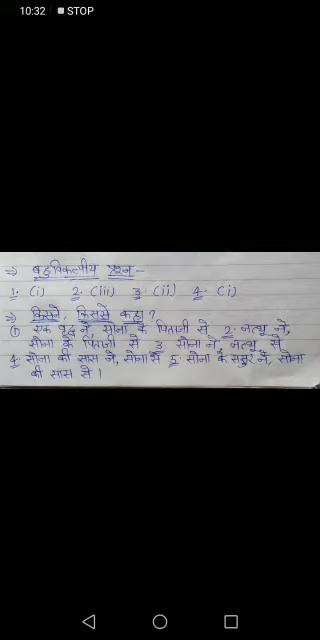 10:32 STOP
=> बहुविकल्पीय प्रश्न -
1. (i) 2. (iii) 3. (ii) 4. (i)
=> किसने, किससे कहा ?
① एक वृद्ध ने, सोना के पिताजी से 2. जत्थू ने,
सोना के पिताजी से 3. सोना ने, जत्थू से
4. सोना की सास ने, सोना से 5. सोना के ससुर ने, सोना
की सास से ।